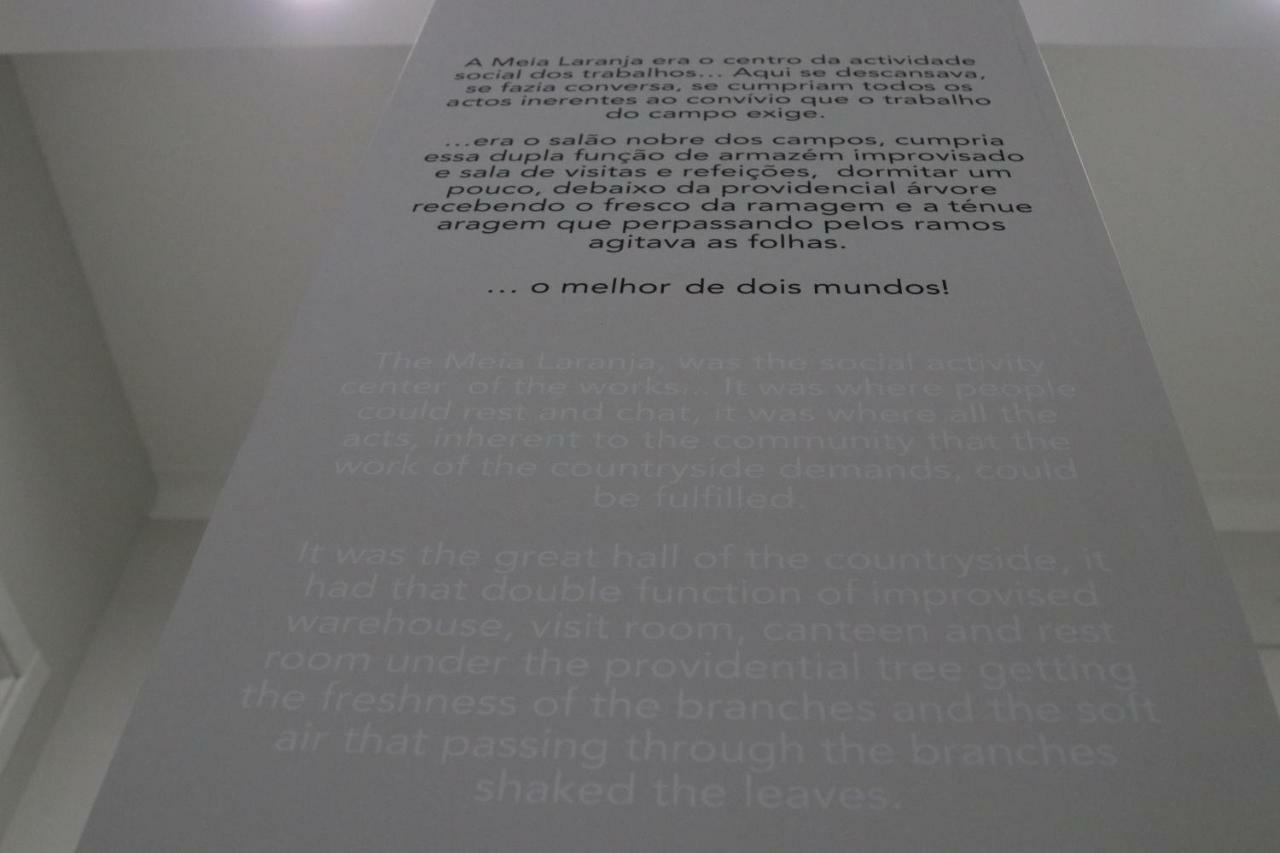 A Meia Laranja era o centro da actividade
social dos trabalhos... Aqui se descansava,
se fazia conversa, se cumpriam todos os
actos inerentes ao convívio que o trabalho
do campo exige.
...era o salão nobre dos campos, cumpria
essa dupla função de armazém improvisado
e sala de visitas e refeições, dormitar um
pouco, debaixo da providencial árvore
recebendo o fresco da ramagem e a ténue
aragem que perpassando pelos ramos
agitava as folhas.
... o melhor de dois mundos!
The Meia Laranja, was the social activity
center of the works... It was where people
could rest and chat, it was where all the
acts, inherent to the community that the
work of the countryside demands, could
be fulfilled.
It was the great hall of the countryside, it
had that double function of improvised
warehouse, visit room, canteen and rest
room under the providential tree getting
the freshness of the branches and the soft
air that passing through the branches
shaked the leaves.